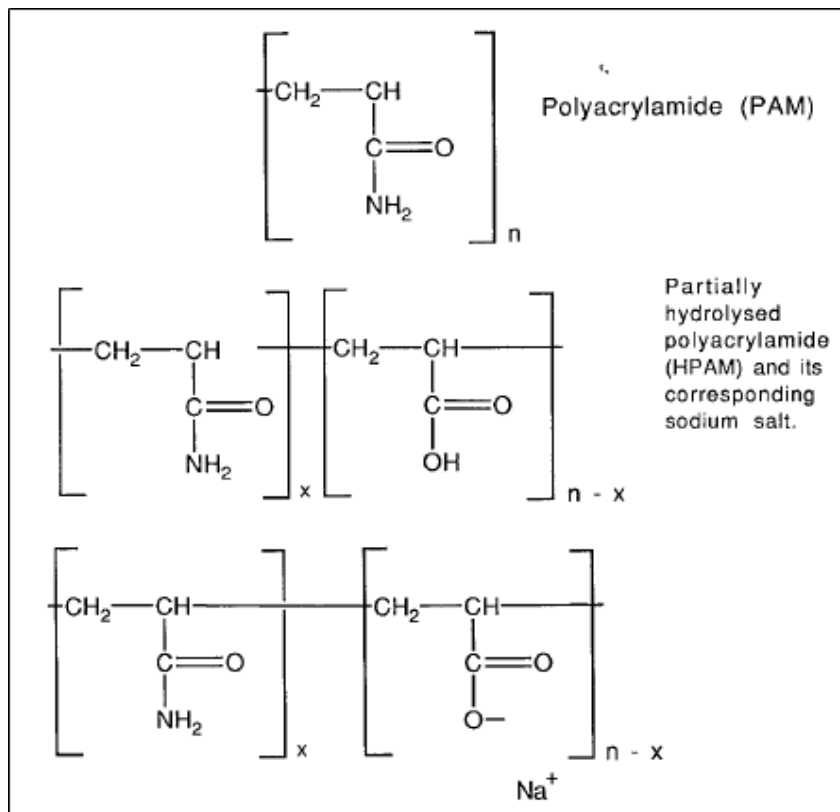 CH₂ CH
Polyacrylamide (PAM)
C O
NH₂
n
Partially
hydrolysed
polyacrylamide
(HPAM) and its
corresponding
sodium salt.
CH₂ CH CH₂ CH
C O C O
NH₂ OH
x n - x
CH₂ CH CH₂ CH
C O C O
NH₂ O−
x n - x
Na⁺